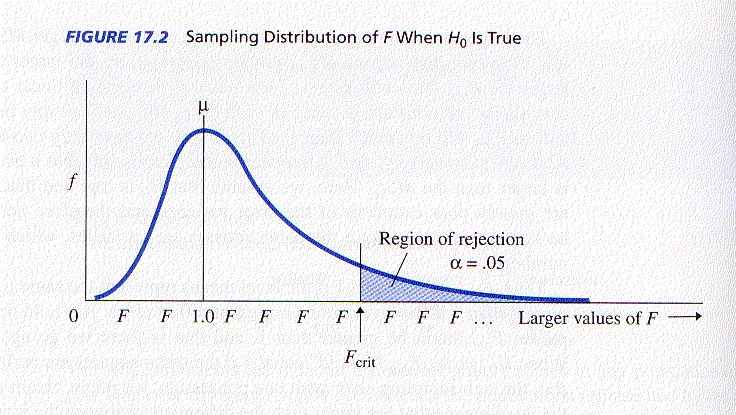 FIGURE 17.2 Sampling Distribution of F When H₀ Is True
μ
f
Region of rejection
α = .05
0 F F 1.0 F F F F F F F ... Larger values of F
Fcrit